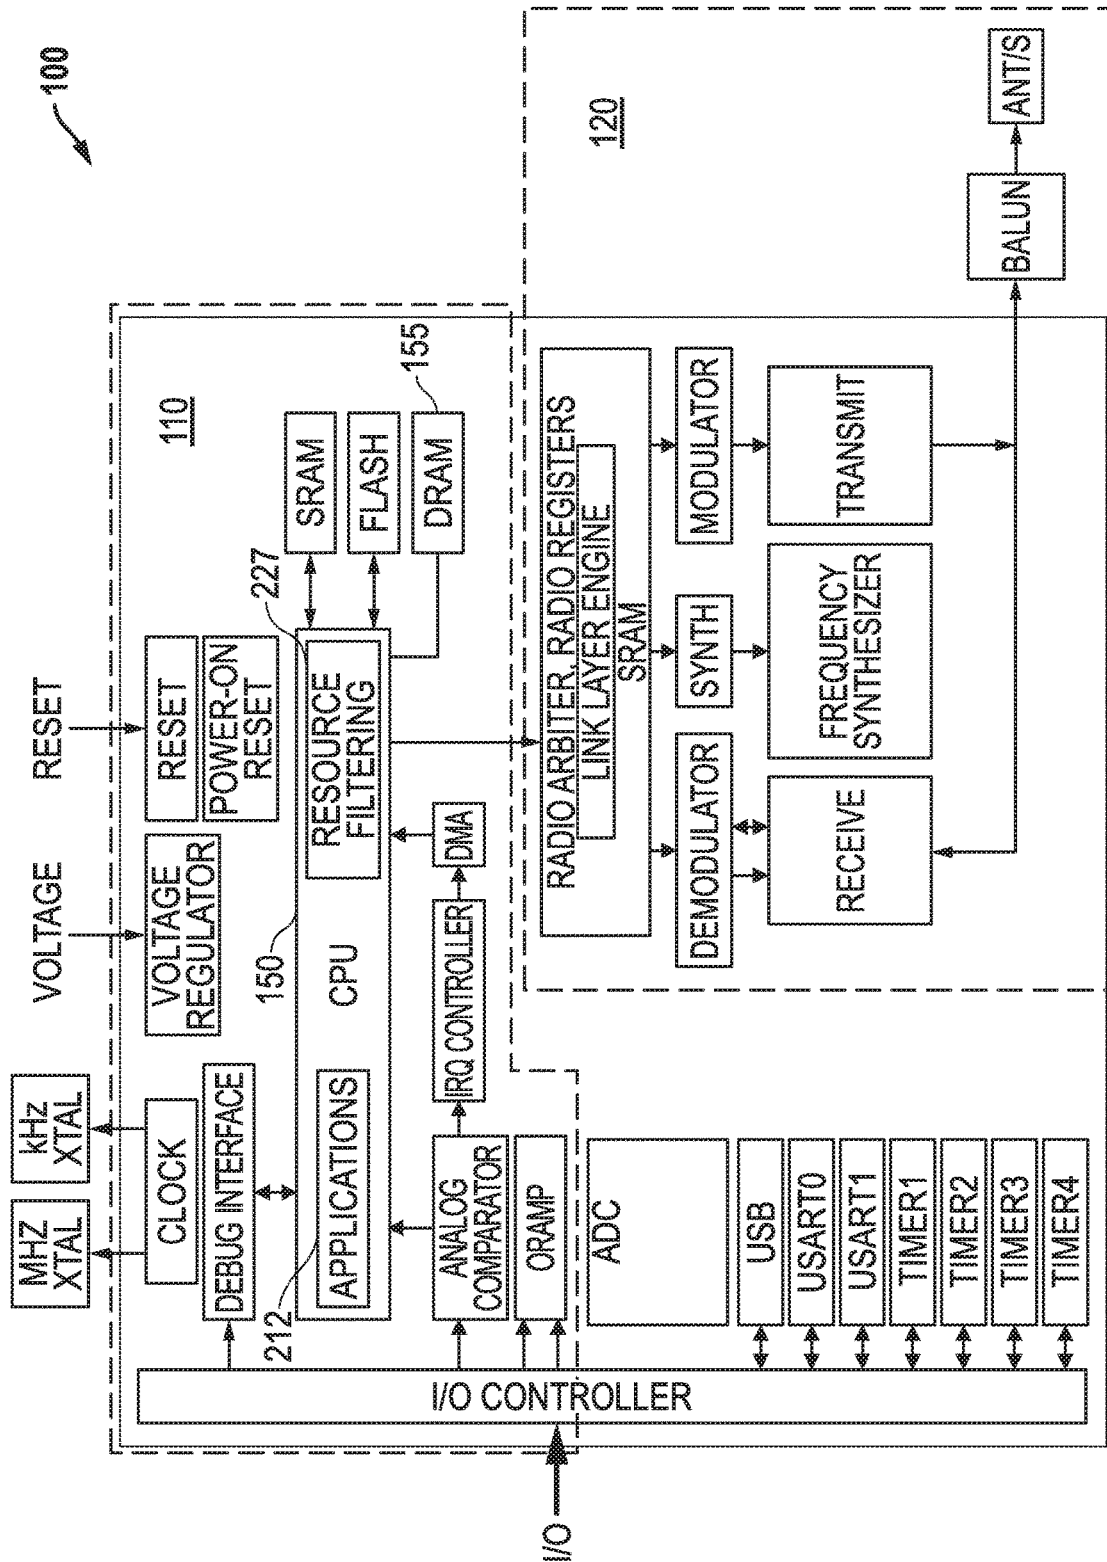 100
MHZ
XTAL
kHz
XTAL
VOLTAGE
RESET
110
120
CLOCK
VOLTAGE
REGULATOR
RESET
POWER-ON
RESET
DEBUG INTERFACE
150
227
212
APPLICATIONS
CPU
RESOURCE
FILTERING
SRAM
FLASH
DRAM
155
ANALOG
COMPARATOR
IRQ CONTROLLER
DMA
ORAMP
I/O
I/O CONTROLLER
ADC
USB
USART0
USART1
TIMER1
TIMER2
TIMER3
TIMER4
RADIO ARBITER, RADIO REGISTERS
LINK LAYER ENGINE
SRAM
DEMODULATOR
SYNTH
MODULATOR
RECEIVE
FREQUENCY
SYNTHESIZER
TRANSMIT
BALUN
ANT/S